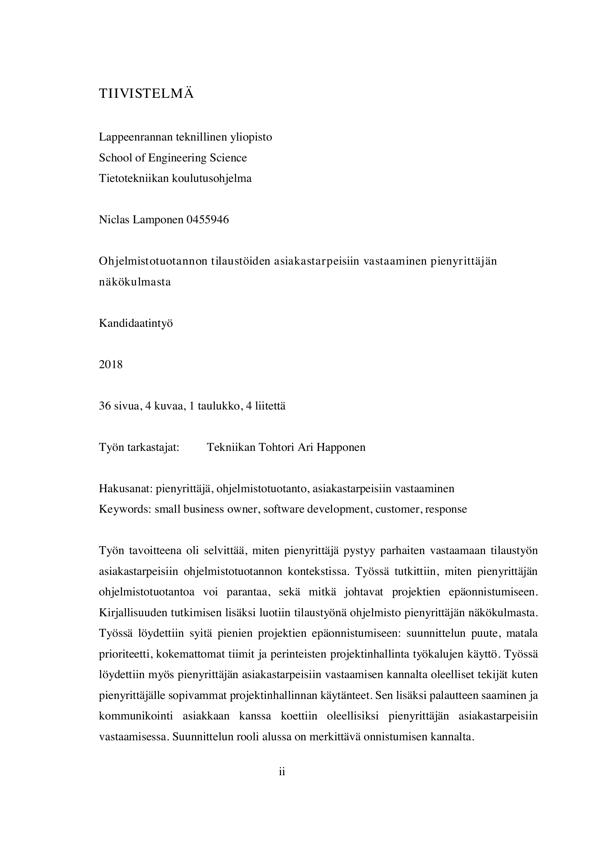 TIIVISTELMÄ
Lappeenrannan teknillinen yliopisto
School of Engineering Science
Tietotekniikan koulutusohjelma
Niclas Lamponen 0455946
Ohjelmistotuotannon tilaustöiden asiakastarpeisiin vastaaminen pienyrittäjän
näkökulmasta
Kandidaatintyö
2018
36 sivua, 4 kuvaa, 1 taulukko, 4 liitettä
Työn tarkastajat: Tekniikan Tohtori Ari Happonen
Hakusanat: pienyrittäjä, ohjelmistotuotanto, asiakastarpeisiin vastaaminen
Keywords: small business owner, software development, customer, response
Työn tavoitteena oli selvittää, miten pienyrittäjä pystyy parhaiten vastaamaan tilaustyön
asiakastarpeisiin ohjelmistotuotannon kontekstissa. Työssä tutkittiin, miten pienyrittäjän
ohjelmistotuotantoa voi parantaa, sekä mitkä johtavat projektien epäonnistumiseen.
Kirjallisuuden tutkimisen lisäksi luotiin tilaustyönä ohjelmisto pienyrittäjän näkökulmasta.
Työssä löydettiin syitä pienien projektien epäonnistumiseen: suunnittelun puute, matala
prioriteetti, kokemattomat tiimit ja perinteisten projektinhallinta työkalujen käyttö. Työssä
löydettiin myös pienyrittäjän asiakastarpeisiin vastaamisen kannalta oleelliset tekijät kuten
pienyrittäjälle sopivammat projektinhallinnan käytänteet. Sen lisäksi palautteen saaminen ja
kommunikointi asiakkaan kanssa koettiin oleellisiksi pienyrittäjän asiakastarpeisiin
vastaamisessa. Suunnittelun rooli alussa on merkittävä onnistumisen kannalta.
ii